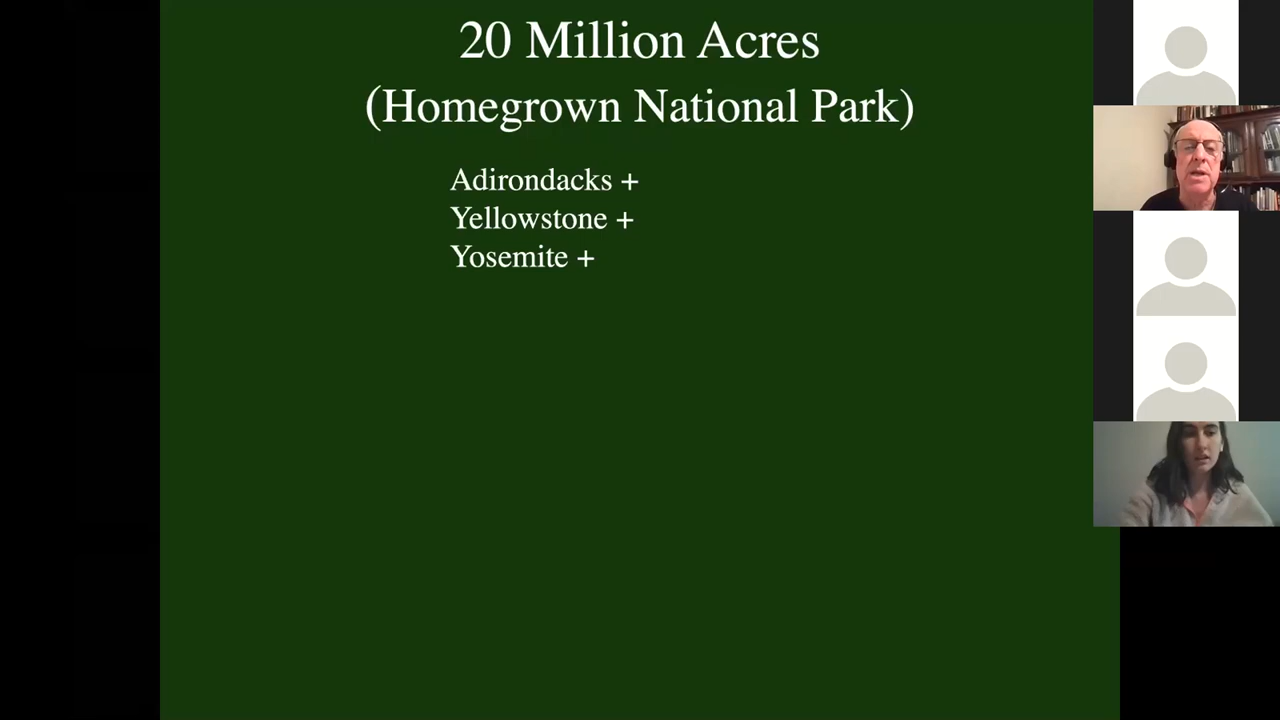 20 Million Acres
(Homegrown National Park)
Adirondacks +
Yellowstone +
Yosemite +